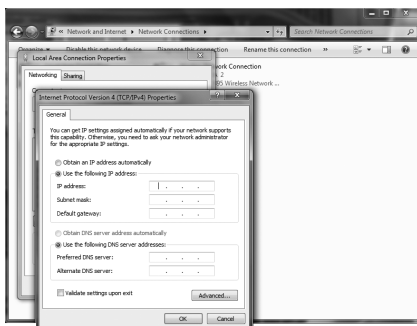 « Network and Internet ▸ Network Connections ▸
Search Network Connections
Organize ▾ Disable this network device Diagnose this connection Rename this connection »
Local Area Connection Properties
work Connection
2
95 Wireless Network ...
Networking Sharing
Internet Protocol Version 4 (TCP/IPv4) Properties
General
You can get IP settings assigned automatically if your network supports
this capability. Otherwise, you need to ask your network administrator
for the appropriate IP settings.
Obtain an IP address automatically
Use the following IP address:
IP address:
Subnet mask:
Default gateway:
Obtain DNS server address automatically
Use the following DNS server addresses:
Preferred DNS server:
Alternate DNS server:
Validate settings upon exit
Advanced...
OK Cancel